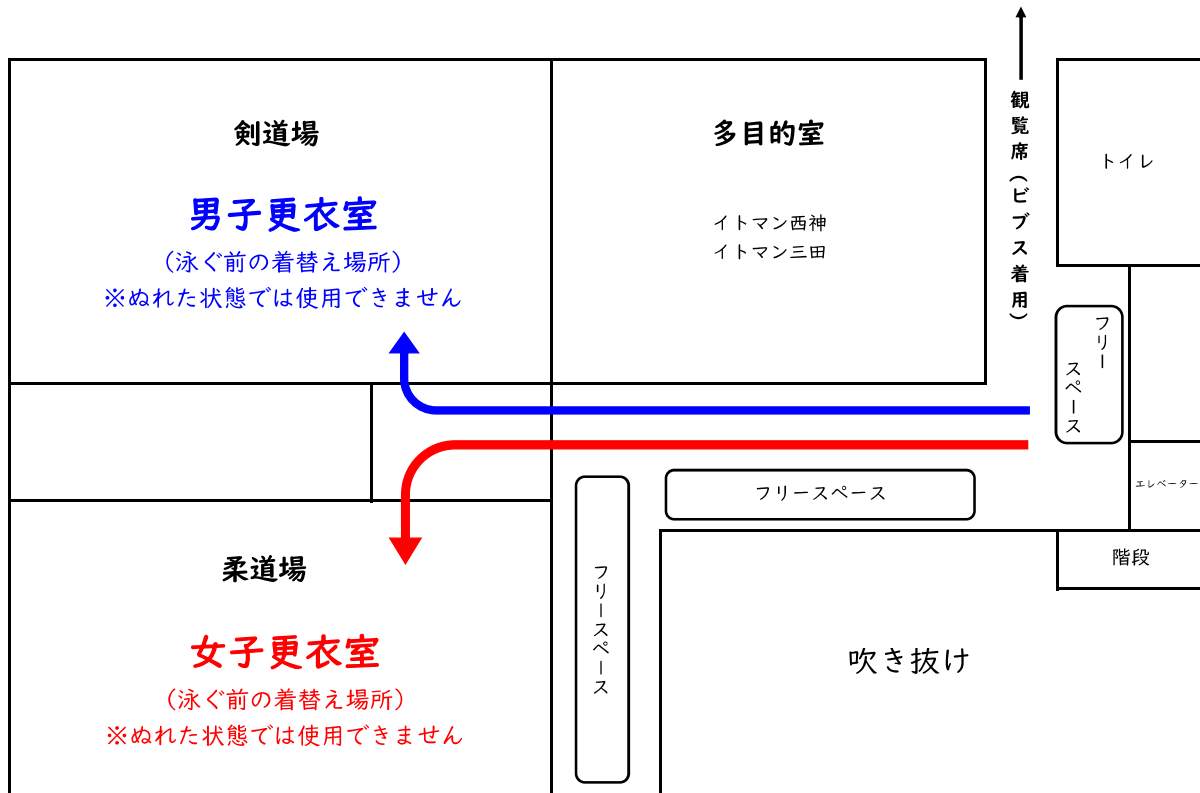 剣道場
男子更衣室
（泳ぐ前の着替え場所）
※ぬれた状態では使用できません
多目的室
イトマン西神
イトマン三田
観覧席（ビブス着用）
トイレ
フリー
スペース
エレベーター
フリースペース
階段
フリースペース
吹き抜け
柔道場
女子更衣室
（泳ぐ前の着替え場所）
※ぬれた状態では使用できません